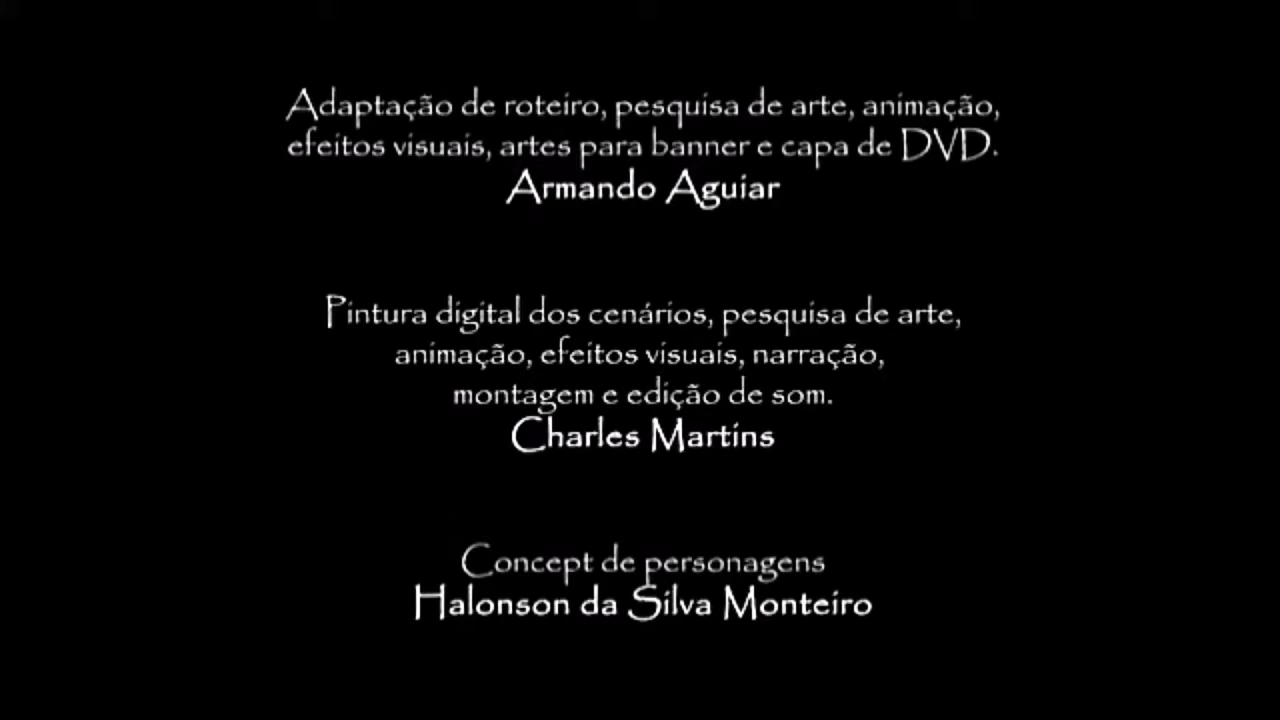 Adaptação de roteiro, pesquisa de arte, animação,
efeitos visuais, artes para banner e capa de DVD.
Armando Aguiar
Pintura digital dos cenários, pesquisa de arte,
animação, efeitos visuais, narração,
montagem e edição de som.
Charles Martins
Concept de personagens
Halonson da Silva Monteiro